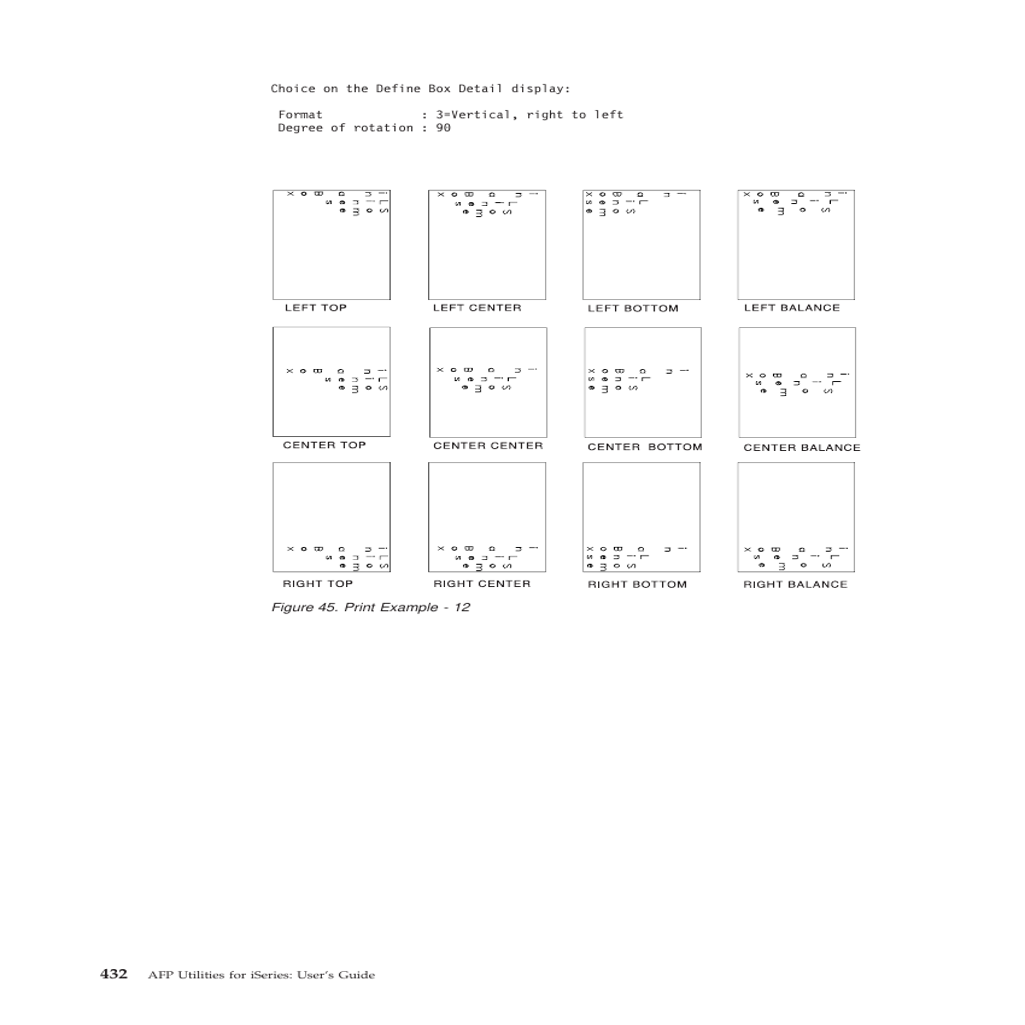 Choice on the Define Box Detail display:
Format : 3=Vertical, right to left
Degree of rotation : 90
LEFT TOP
LEFT CENTER
LEFT BOTTOM
LEFT BALANCE
CENTER TOP
CENTER CENTER
CENTER BOTTOM
CENTER BALANCE
RIGHT TOP
RIGHT CENTER
RIGHT BOTTOM
RIGHT BALANCE
Figure 45. Print Example - 12
432 AFP Utilities for iSeries: User's Guide